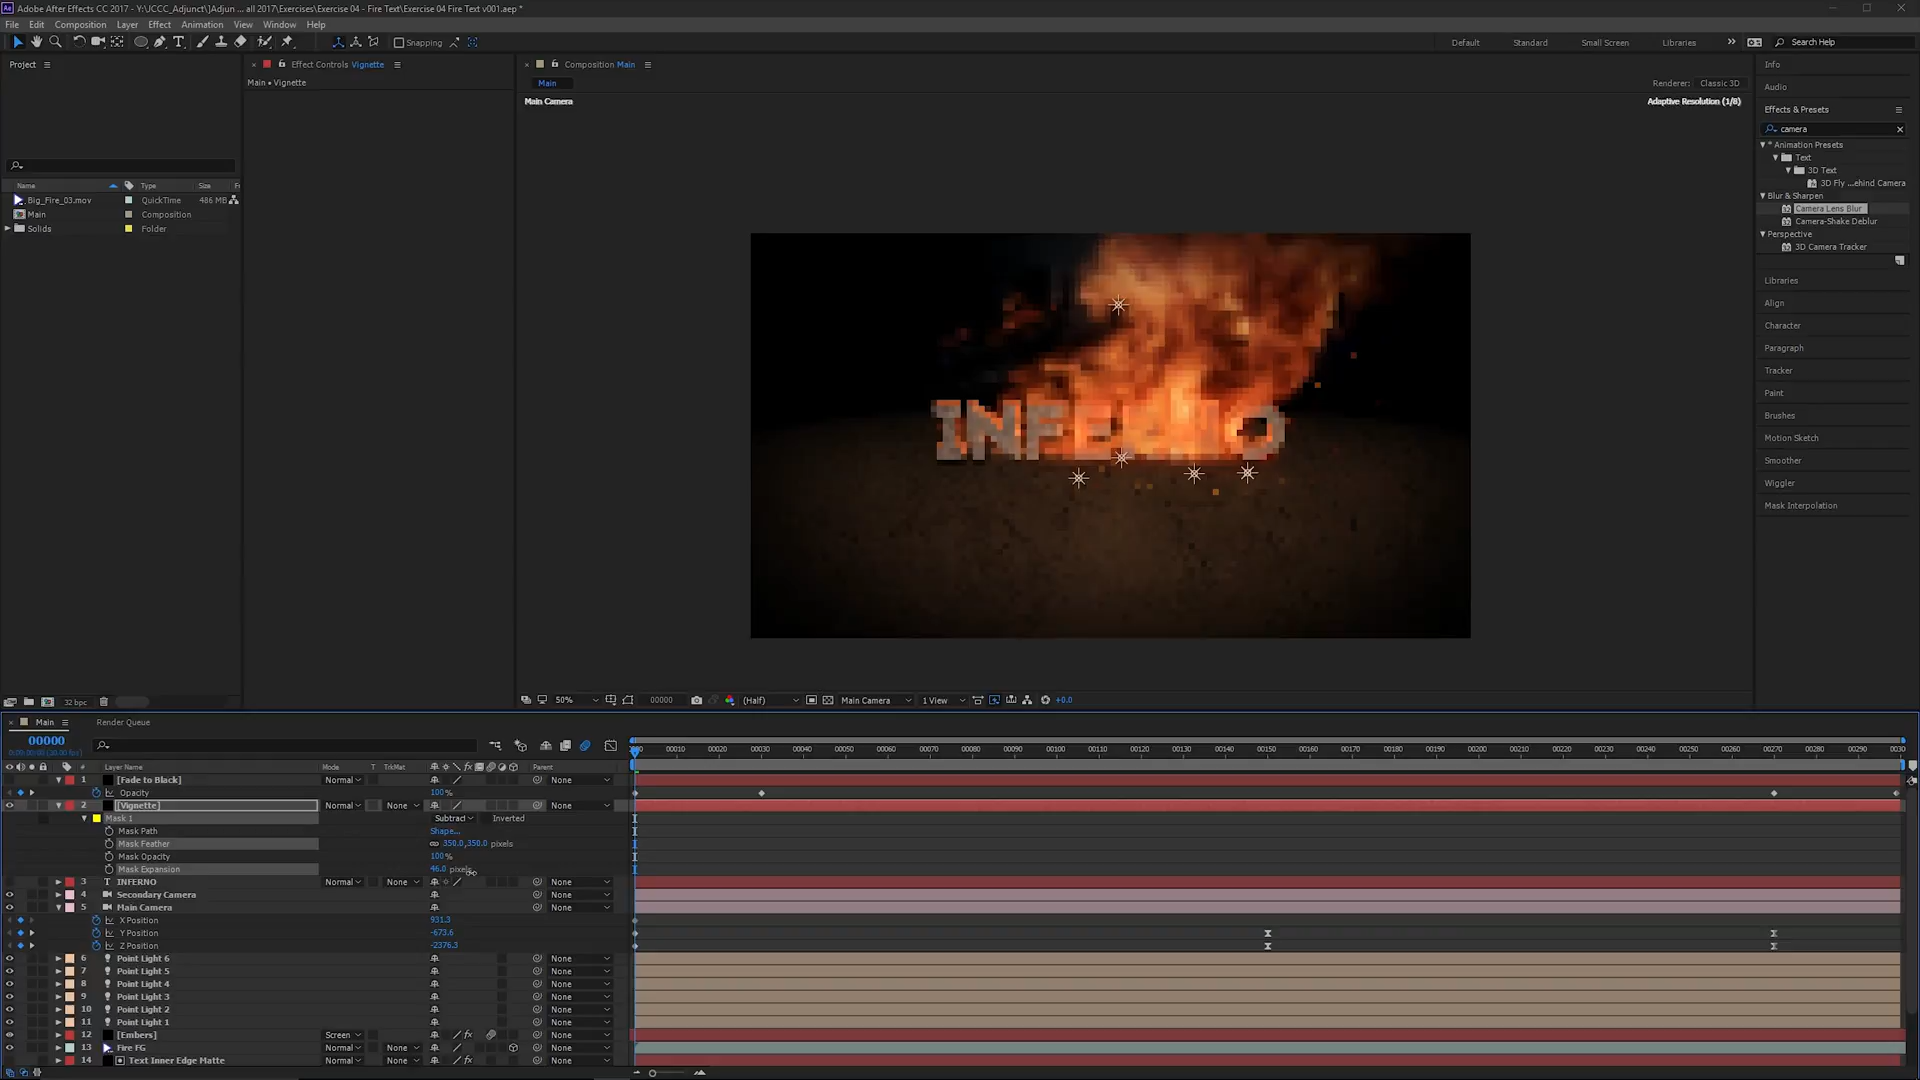 Adobe After Effects CC 2017 - Y:\JCCC_Adjunct\]Adjun ... all 2017\Exercises\Exercise 04 - Fire Text\Exercise 04 Fire Text v001.aep *
File Edit Composition Layer Effect Animation View Window Help
Snapping
Default Standard Small Screen Libraries Search Help
Project
Effect Controls Vignette
Composition Main
Info
Main • Vignette
Main
Renderer: Classic 3D
Audio
Main Camera
Adaptive Resolution (1/8)
Effects & Presets
camera
* Animation Presets
Text
3D Text
3D Fly ...ehind Camera
Blur & Sharpen
Camera Lens Blur
Camera-Shake Deblur
Perspective
3D Camera Tracker
Name Type Size
Big_Fire_03.mov QuickTime 486 MB
Main Composition
Solids Folder
INFERNO
Libraries
Align
Character
Paragraph
Tracker
Paint
Brushes
Motion Sketch
Smoother
Wiggler
Mask Interpolation
32 bpc
50% 00000 (Half) Main Camera 1 View +0.0
Main Render Queue
00000
00010 00020 00030 00040 00050 00060 00070 00080 00090 00100 00110 00120 00130 00140 00150 00160 00170 00180 00190 00200 00210 00220 00230 00240 00250 00260 00270 00280 00290 0030
# Layer Name Mode T TrkMat Parent
1 [Fade to Black] Normal None
Opacity 100%
2 [Vignette] Normal None None
Mask 1 Subtract Inverted
Mask Path Shape...
Mask Feather 350.0,350.0 pixels
Mask Opacity 100%
Mask Expansion 46.0 pixels
3 T INFERNO Normal None None
4 Secondary Camera None
5 Main Camera None
X Position 931.3
Y Position -673.6
Z Position -2376.3
6 Point Light 6 None
7 Point Light 5 None
8 Point Light 4 None
9 Point Light 3 None
10 Point Light 2 None
11 Point Light 1 None
12 [Embers] Screen None
13 Fire FG Normal None None
14 Text Inner Edge Matte Normal None None